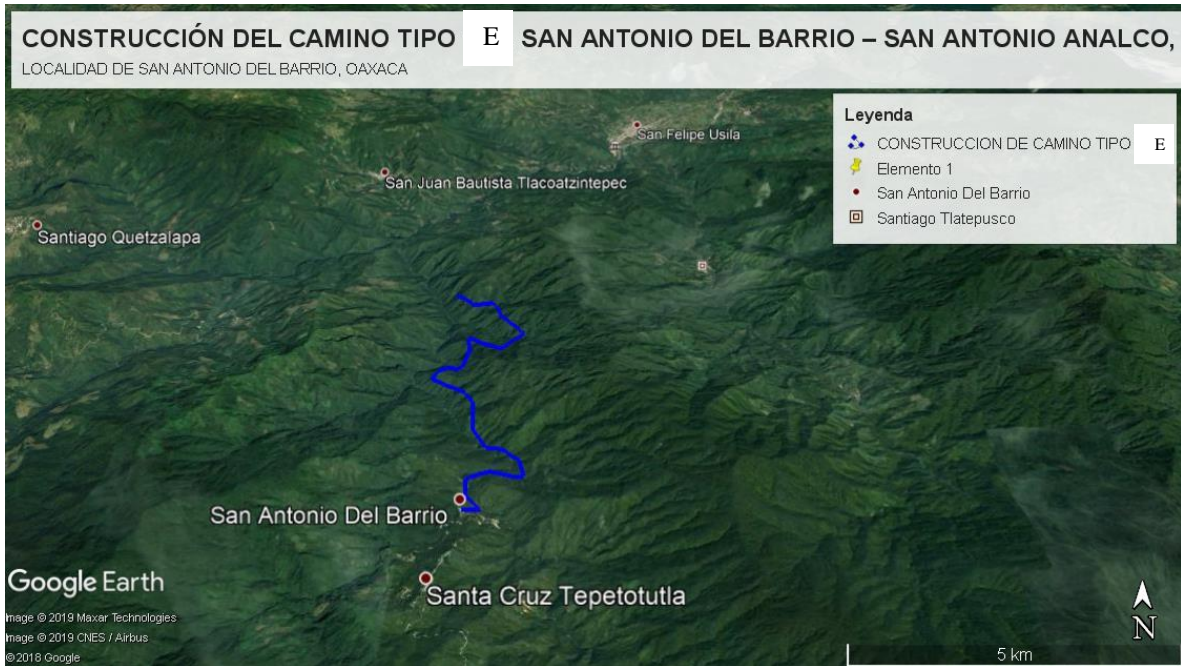 CONSTRUCCIÓN DEL CAMINO TIPO E SAN ANTONIO DEL BARRIO – SAN ANTONIO ANALCO,
LOCALIDAD DE SAN ANTONIO DEL BARRIO, OAXACA
Leyenda
CONSTRUCCION DE CAMINO TIPO E
Elemento 1
San Antonio Del Barrio
Santiago Tlatepusco
San Felipe Usila
San Juan Bautista Tlacoatzintepec
Santiago Quetzalapa
San Antonio Del Barrio
Santa Cruz Tepetotutla
Google Earth
Image © 2019 Maxar Technologies
Image © 2019 CNES / Airbus
©2018 Google
N
5 km